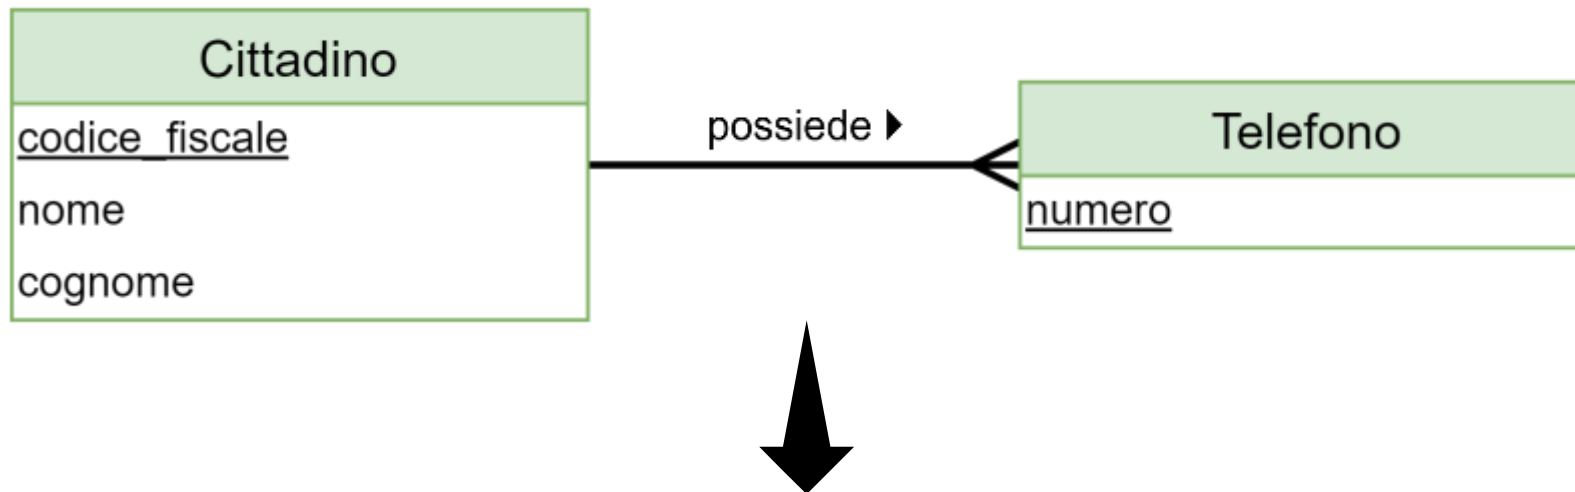 Cittadino
codice_fiscale
nome
cognome
possiede
Telefono
numero